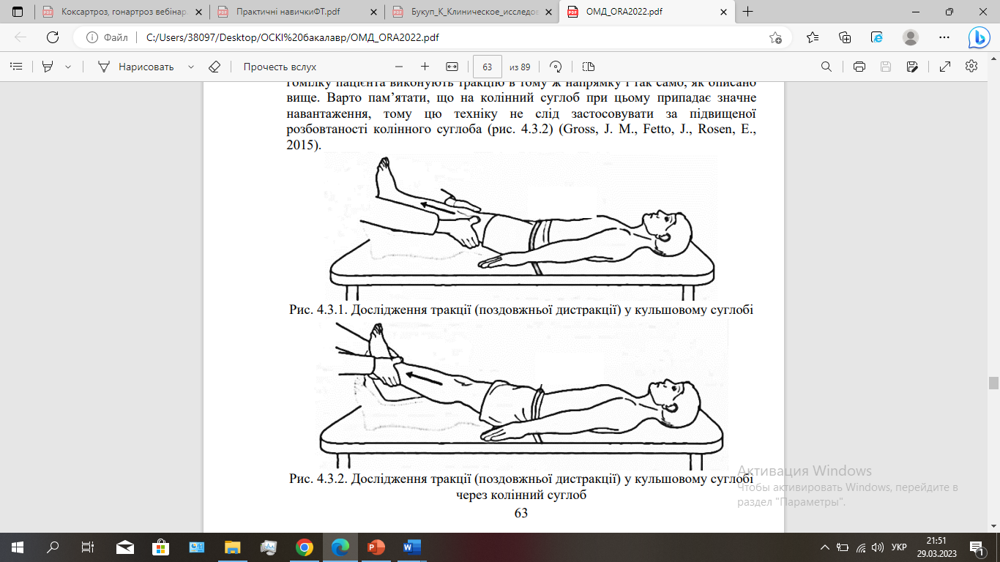 Коксартроз, гонартроз вебінар.
Практичні навичкиФТ.pdf
Букуп_К_Клиническое_исследов
ОМД_ORA2022.pdf
Файл
C:/Users/38097/Desktop/ОСКІ%20бакалавр/ОМД_ORA2022.pdf
Нарисовать
Прочесть вслух
63
из 89
гомілку пацієнта виконують тракцію в тому ж напрямку і так само, як описано
вище. Варто пам’ятати, що на колінний суглоб при цьому припадає значне
навантаження, тому цю техніку не слід застосовувати за підвищеної
розбовтаності колінного суглоба (рис. 4.3.2) (Gross, J. M., Fetto, J., Rosen, E.,
2015).
Рис. 4.3.1. Дослідження тракції (поздовжньої дистракції) у кульшовому суглобі
Рис. 4.3.2. Дослідження тракції (поздовжньої дистракції) у кульшовому суглобі
через колінний суглоб
63
Активация Windows
Чтобы активировать Windows, перейдите в
раздел "Параметры".
УКР
21:51
29.03.2023
1